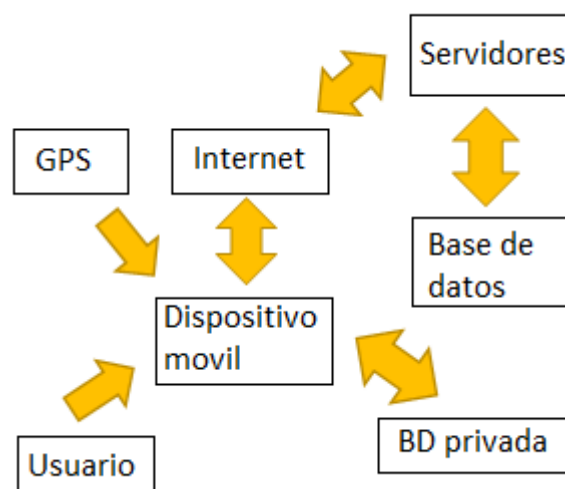 Servidores
GPS
Internet
Base de
datos
Dispositivo
movil
BD privada
Usuario